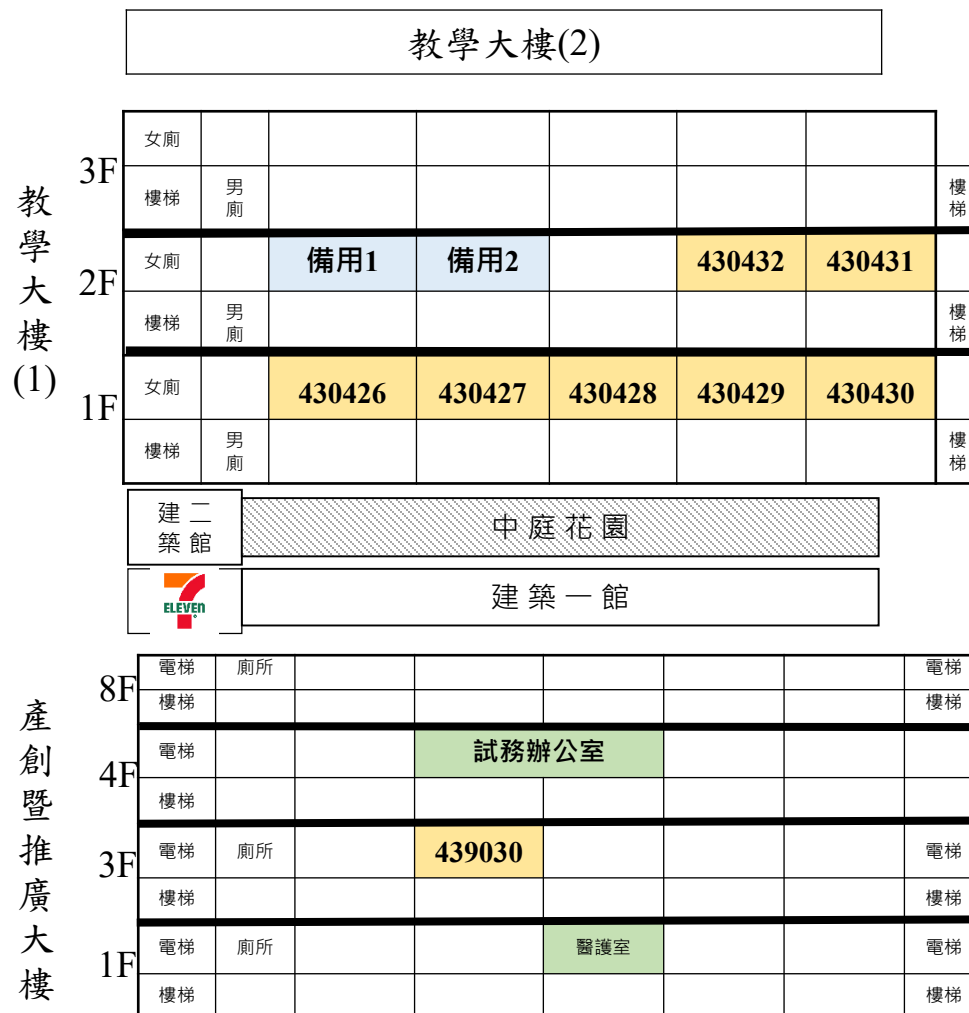 教學大樓(2)
教學大樓(1)
3F
女廁
樓梯 男廁 樓梯
2F
女廁 備用1 備用2 430432 430431
樓梯 男廁 樓梯
1F
女廁 430426 430427 430428 430429 430430
樓梯 男廁 樓梯
建二
築館
中庭花園
ELEVEn
建築一館
產創暨推廣大樓
8F
電梯 廁所 電梯
樓梯 樓梯
4F
電梯 試務辦公室
樓梯
3F
電梯 廁所 439030 電梯
樓梯 樓梯
1F
電梯 廁所 醫護室 電梯
樓梯 樓梯